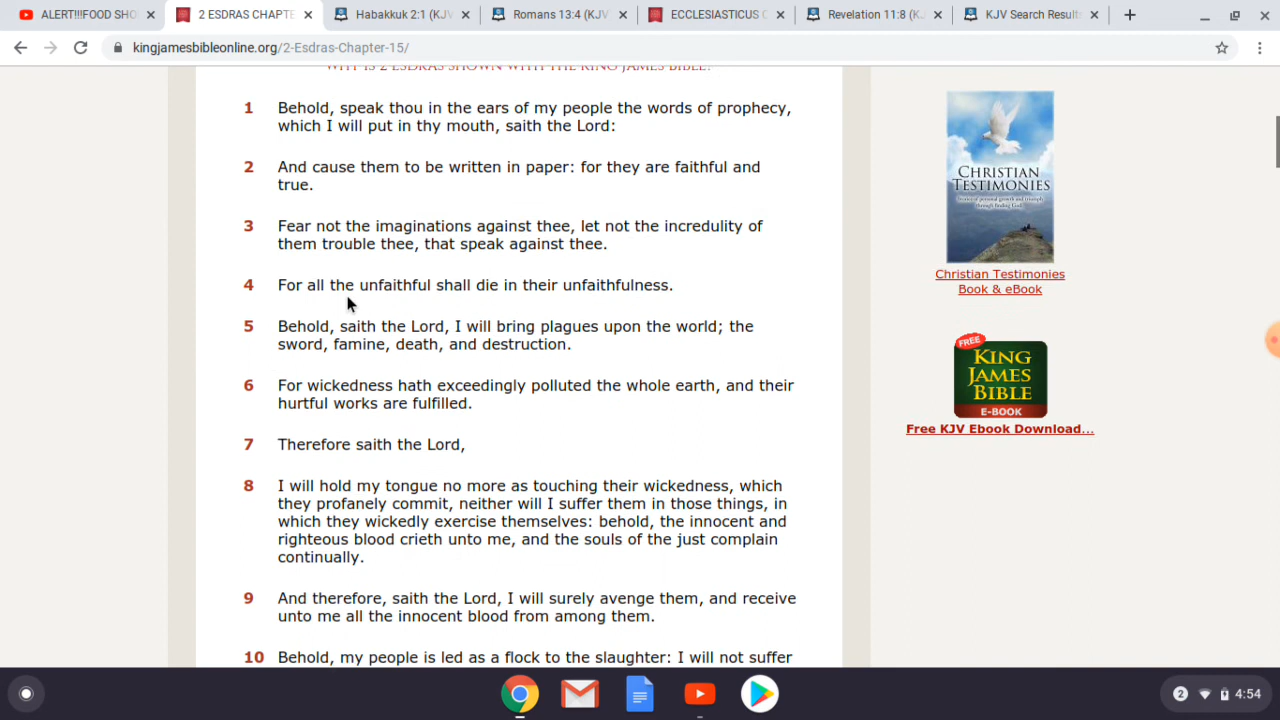 ALERT!!!FOOD SHO
2 ESDRAS CHAPTE
Habakkuk 2:1 (KJV
Romans 13:4 (KJV
ECCLESIASTICUS C
Revelation 11:8 (K
KJV Search Result
kingjamesbibleonline.org/2-Esdras-Chapter-15/
WHY IS 2 ESDRAS SHOWN WITH THE KING JAMES BIBLE?
1 Behold, speak thou in the ears of my people the words of prophecy,
which I will put in thy mouth, saith the Lord:
2 And cause them to be written in paper: for they are faithful and
true.
3 Fear not the imaginations against thee, let not the incredulity of
them trouble thee, that speak against thee.
4 For all the unfaithful shall die in their unfaithfulness.
5 Behold, saith the Lord, I will bring plagues upon the world; the
sword, famine, death, and destruction.
6 For wickedness hath exceedingly polluted the whole earth, and their
hurtful works are fulfilled.
7 Therefore saith the Lord,
8 I will hold my tongue no more as touching their wickedness, which
they profanely commit, neither will I suffer them in those things, in
which they wickedly exercise themselves: behold, the innocent and
righteous blood crieth unto me, and the souls of the just complain
continually.
9 And therefore, saith the Lord, I will surely avenge them, and receive
unto me all the innocent blood from among them.
10 Behold, my people is led as a flock to the slaughter: I will not suffer
CHRISTIAN
TESTIMONIES
Christian Testimonies
Book & eBook
FREE
KING
JAMES
BIBLE
E-BOOK
Free KJV Ebook Download...
2
4:54